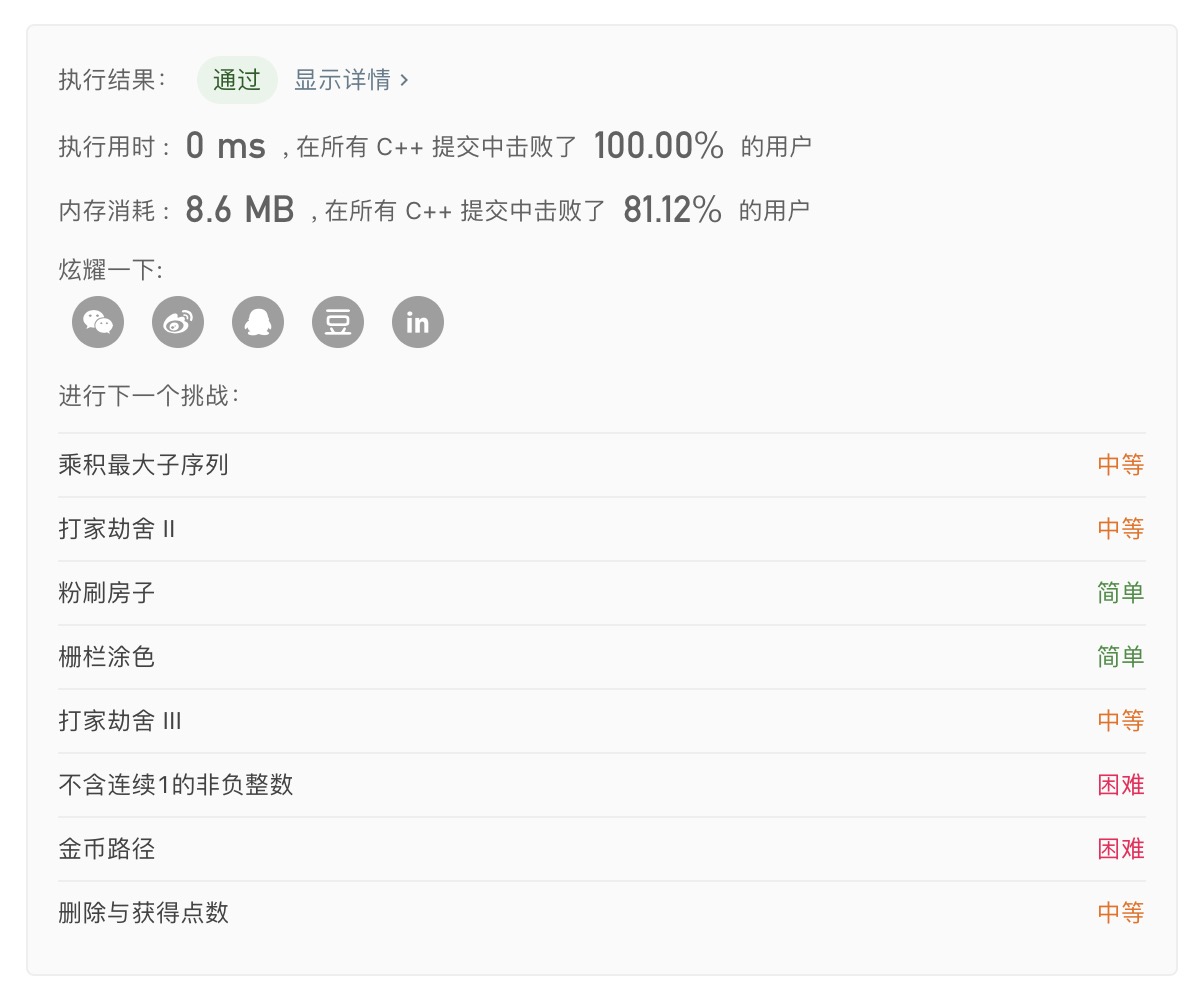 执行结果： 通过 显示详情 ›
执行用时 : 0 ms , 在所有 C++ 提交中击败了 100.00% 的用户
内存消耗 : 8.6 MB , 在所有 C++ 提交中击败了 81.12% 的用户
炫耀一下:
豆 in
进行下一个挑战：
乘积最大子序列 中等
打家劫舍 II 中等
粉刷房子 简单
栅栏涂色 简单
打家劫舍 III 中等
不含连续1的非负整数 困难
金币路径 困难
删除与获得点数 中等